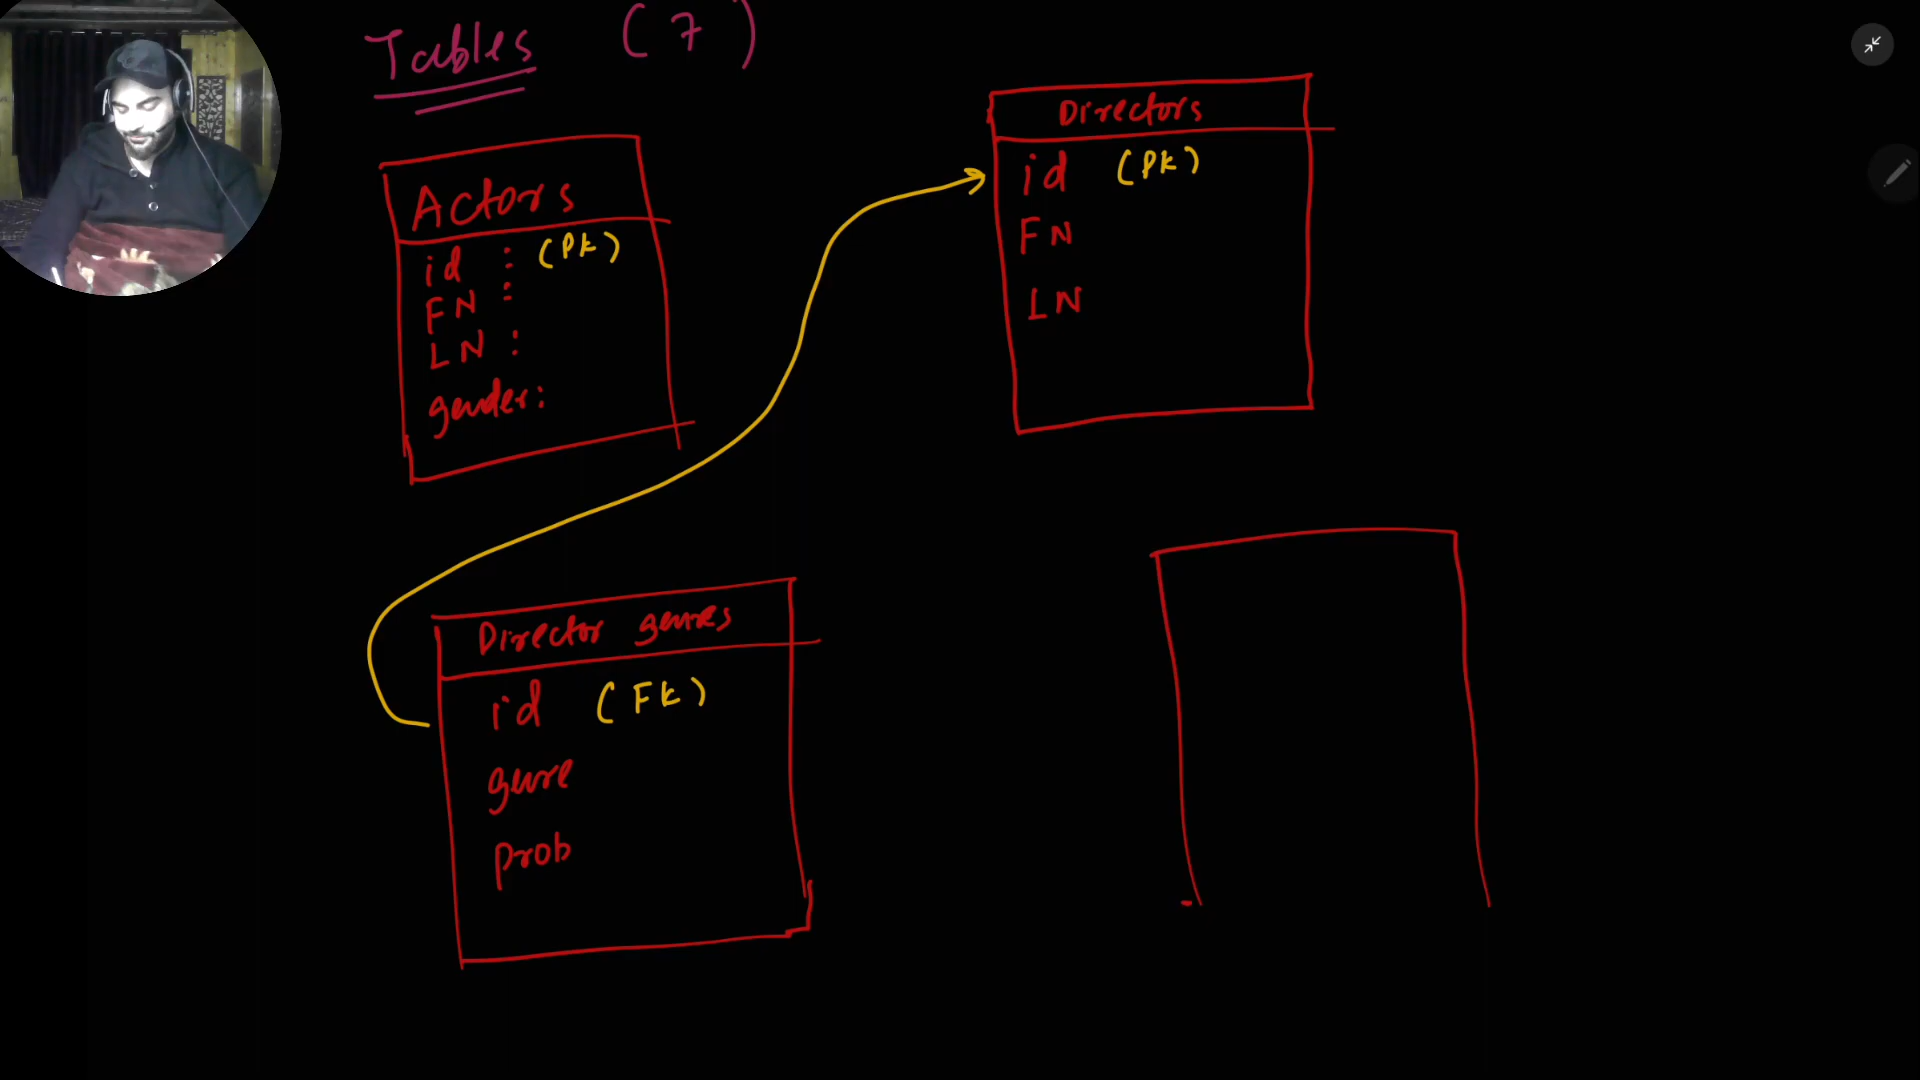 Tables (7)
Actors
id : (PK)
FN :
LN :
gender:
Directors
id (PK)
FN
LN
Director genres
id (FK)
genre
prob